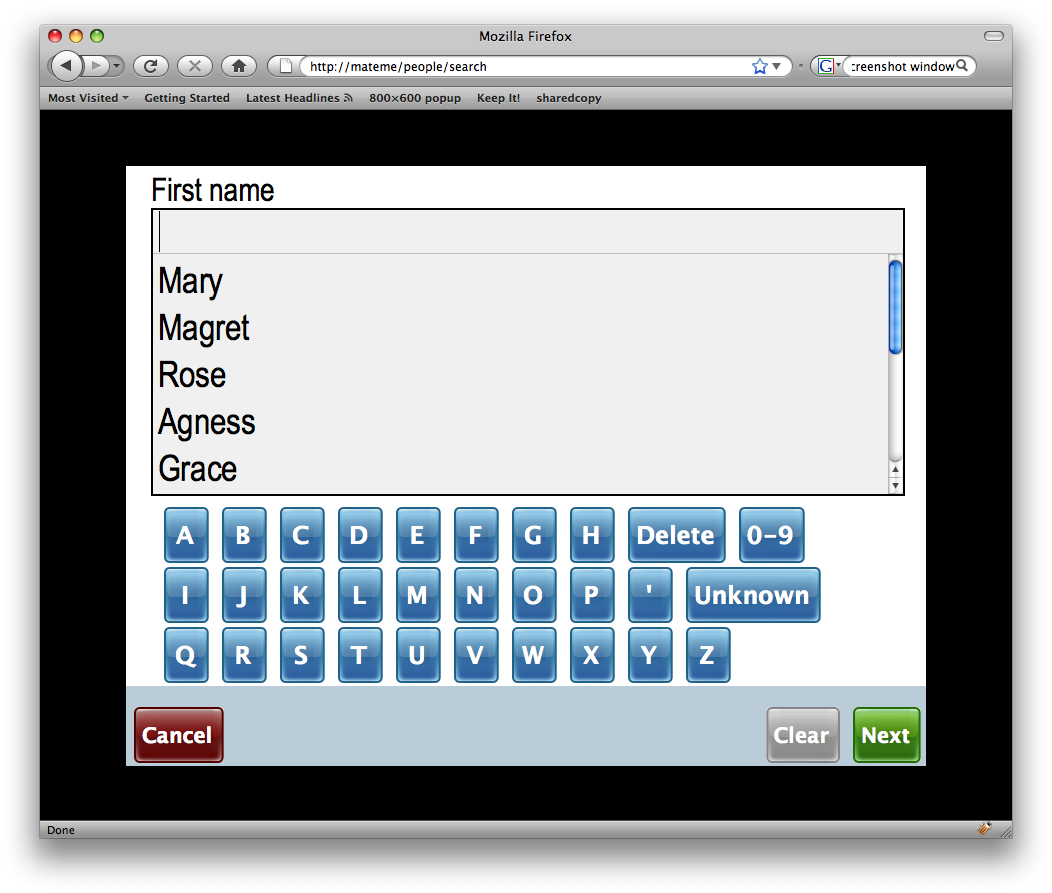 Mozilla Firefox
http://mateme/people/search
G
:reenshot window
Most Visited Getting Started Latest Headlines 800×600 popup Keep It! sharedcopy
First name
Mary
Magret
Rose
Agness
Grace
A B C D E F G H Delete 0-9
I J K L M N O P ' Unknown
Q R S T U V W X Y Z
Cancel Clear Next
Done